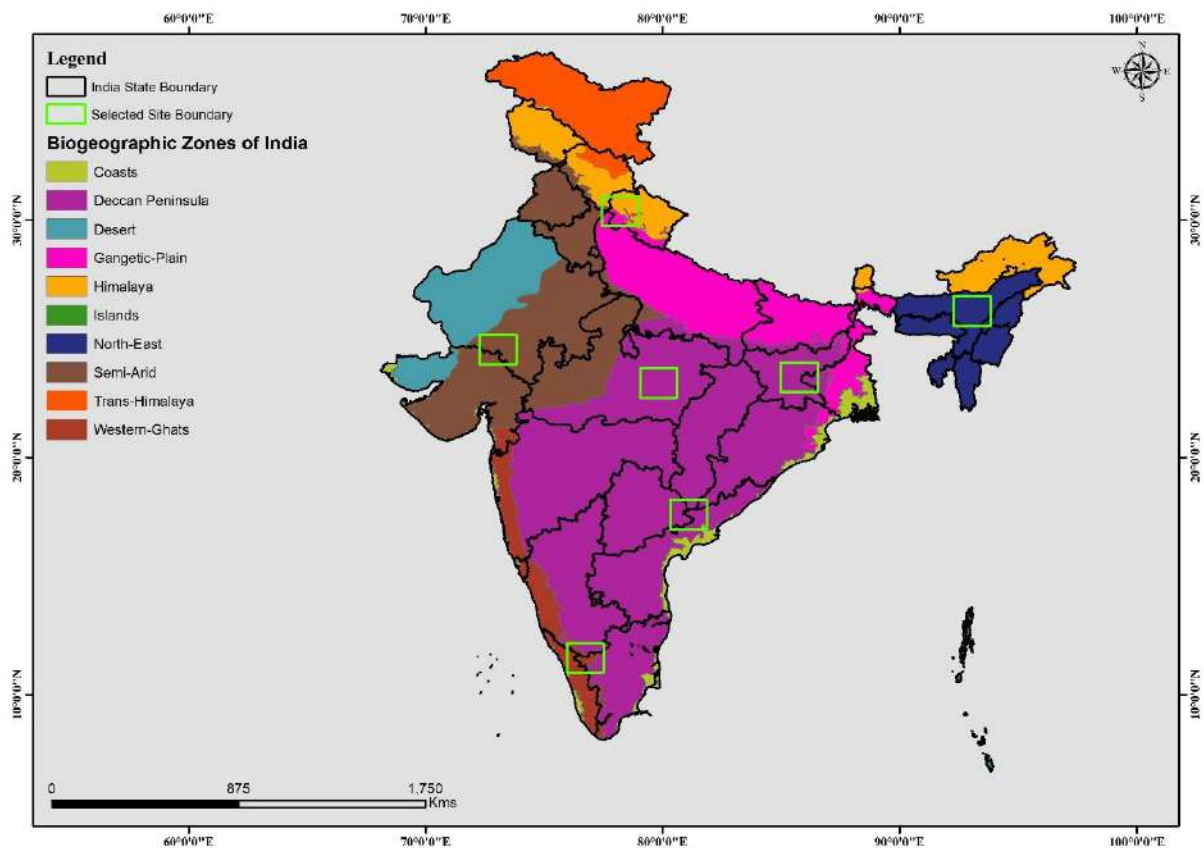 60°0'0"E 70°0'0"E 80°0'0"E 90°0'0"E 100°0'0"E
Legend
India State Boundary
Selected Site Boundary
Biogeographic Zones of India
Coasts
Deccan Peninsula
Desert
Gangetic-Plain
Himalaya
Islands
North-East
Semi-Arid
Trans-Himalaya
Western-Ghats
N
W E
S
30°0'0"N 30°0'0"N
20°0'0"N 20°0'0"N
10°0'0"N 10°0'0"N
0 875 1,750
Kms
60°0'0"E 70°0'0"E 80°0'0"E 90°0'0"E 100°0'0"E